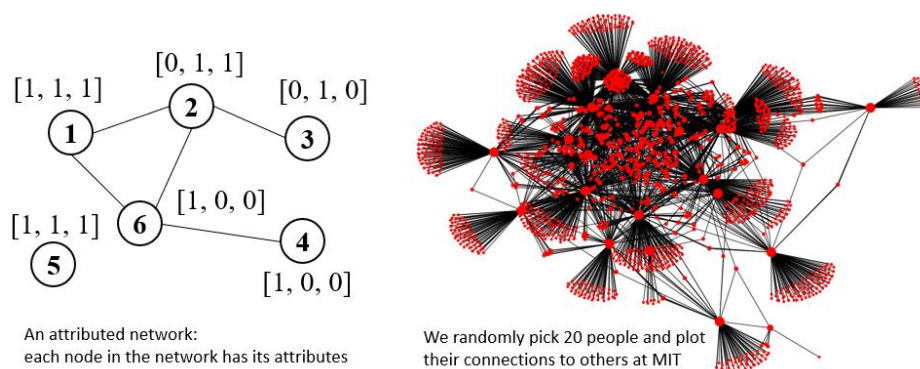 [0, 1, 1]
[1, 1, 1]
2
[0, 1, 0]
1
3
[1, 0, 0]
6
[1, 1, 1]
4
5
[1, 0, 0]
An attributed network:
each node in the network has its attributes
We randomly pick 20 people and plot
their connections to others at MIT